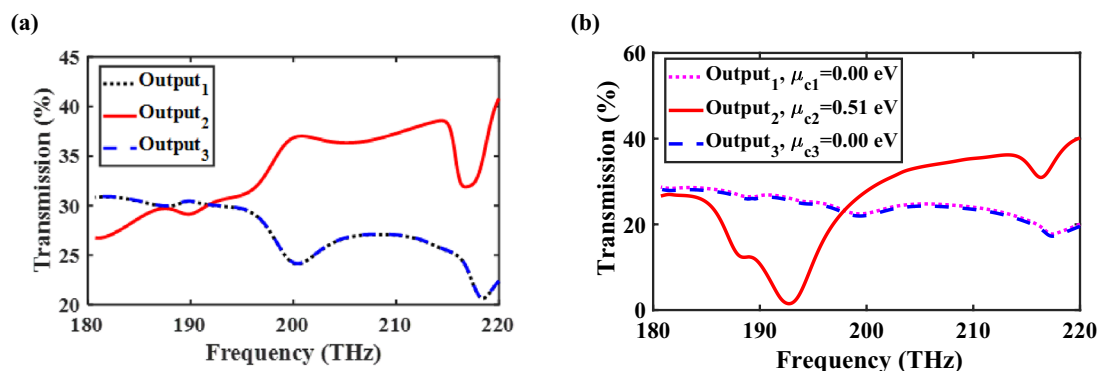 (a)
45
40
35
30
25
20
Transmission (%)
Output1
Output2
Output3
180
190
200
210
220
Frequency (THz)
(b)
60
40
20
0
Transmission (%)
Output1, μc1=0.00 eV
Output2, μc2=0.51 eV
Output3, μc3=0.00 eV
180
190
200
210
220
Frequency (THz)